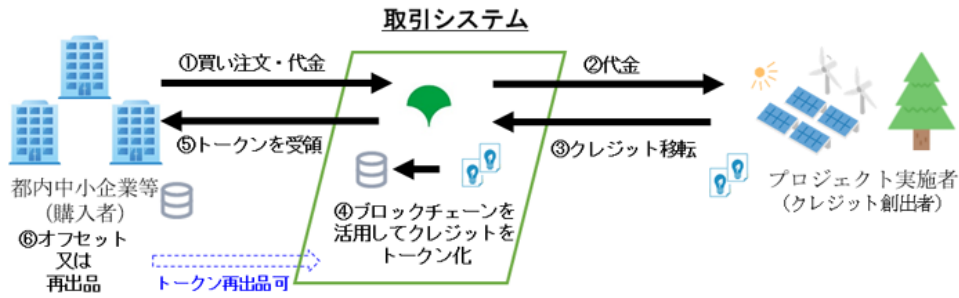 取引システム
①買い注文・代金
②代金
⑤トークンを受領
③クレジット移転
都内中小企業等
(購入者)
⑥オフセット
又は
再出品
トークン再出品可
④ブロックチェーンを
活用してクレジットを
トークン化
プロジェクト実施者
(クレジット創出者)